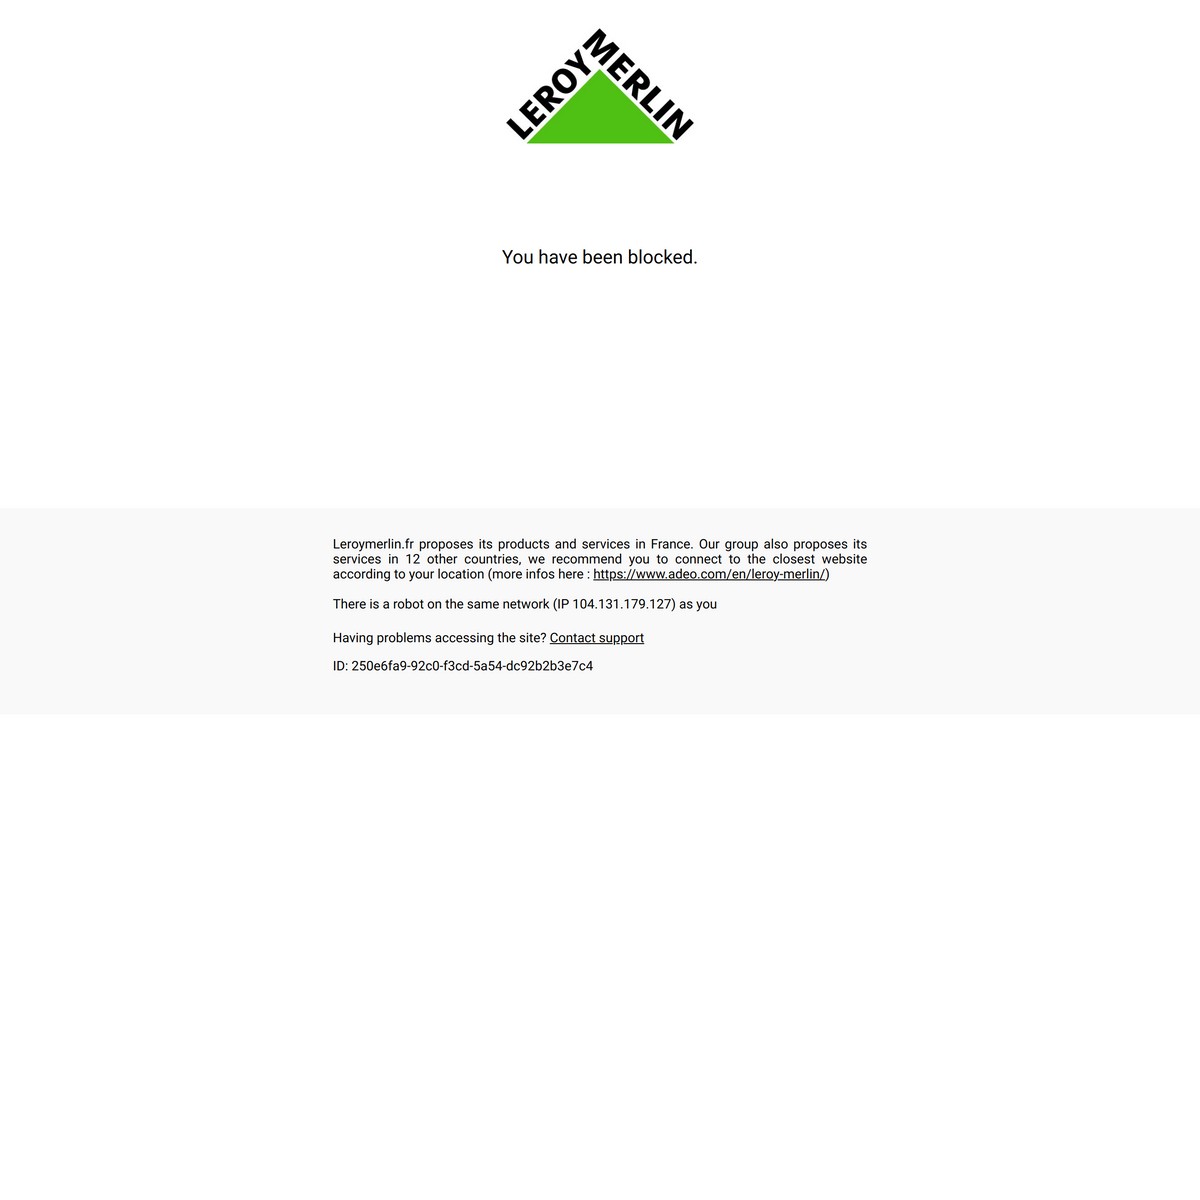 LEROY MERLIN
You have been blocked.
Leroymerlin.fr proposes its products and services in France. Our group also proposes its
services in 12 other countries, we recommend you to connect to the closest website
according to your location (more infos here : https://www.adeo.com/en/leroy-merlin/)
There is a robot on the same network (IP 104.131.179.127) as you
Having problems accessing the site? Contact support
ID: 250e6fa9-92c0-f3cd-5a54-dc92b2b3e7c4